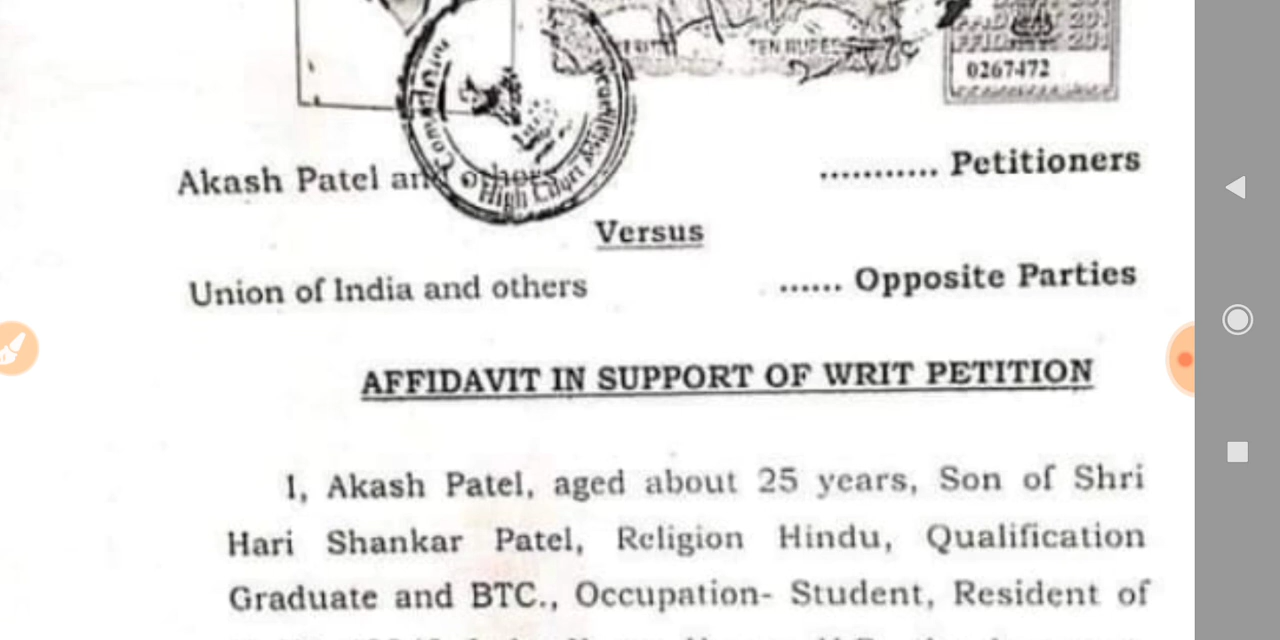 TEN RUPEES
0267472
High Court
Akash Patel and others
........... Petitioners
Versus
Union of India and others
...... Opposite Parties
AFFIDAVIT IN SUPPORT OF WRIT PETITION
I, Akash Patel, aged about 25 years, Son of Shri
Hari Shankar Patel, Religion Hindu, Qualification
Graduate and BTC., Occupation- Student, Resident of